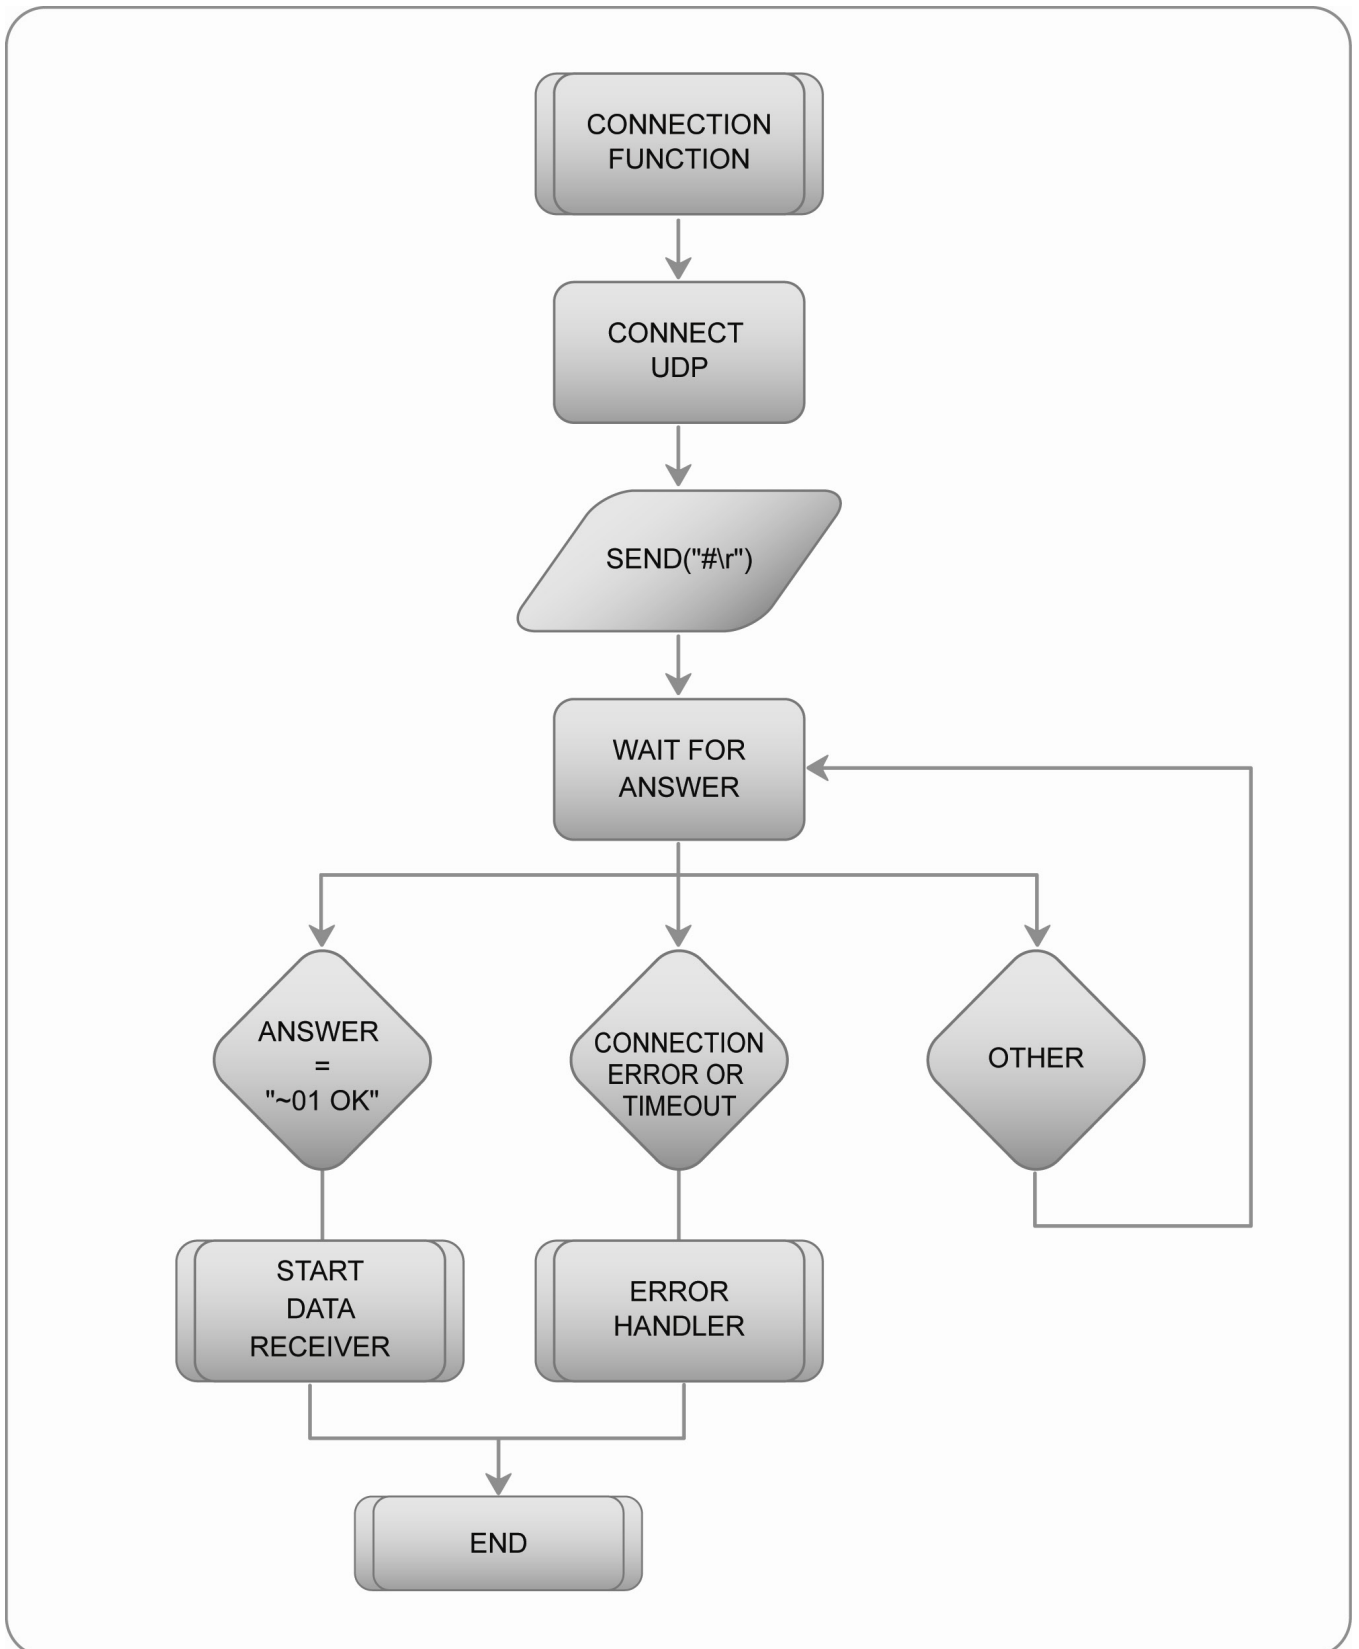 CONNECTION
FUNCTION
CONNECT
UDP
SEND("#\r")
WAIT FOR
ANSWER
ANSWER
=
"~01 OK"
CONNECTION
ERROR OR
TIMEOUT
OTHER
START
DATA
RECEIVER
ERROR
HANDLER
END